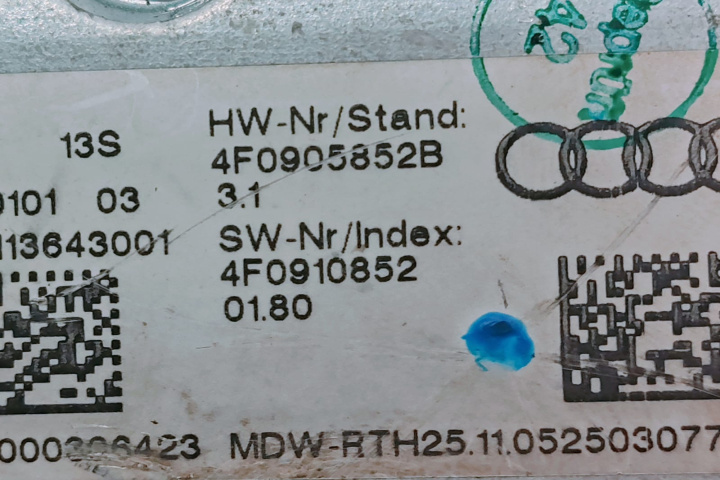 13S
HW-Nr/Stand:
4F0905852B
0101 03
3.1
13643001
SW-Nr/Index:
4F0910852
01.80
42
MDW-RTH25.11.052503077